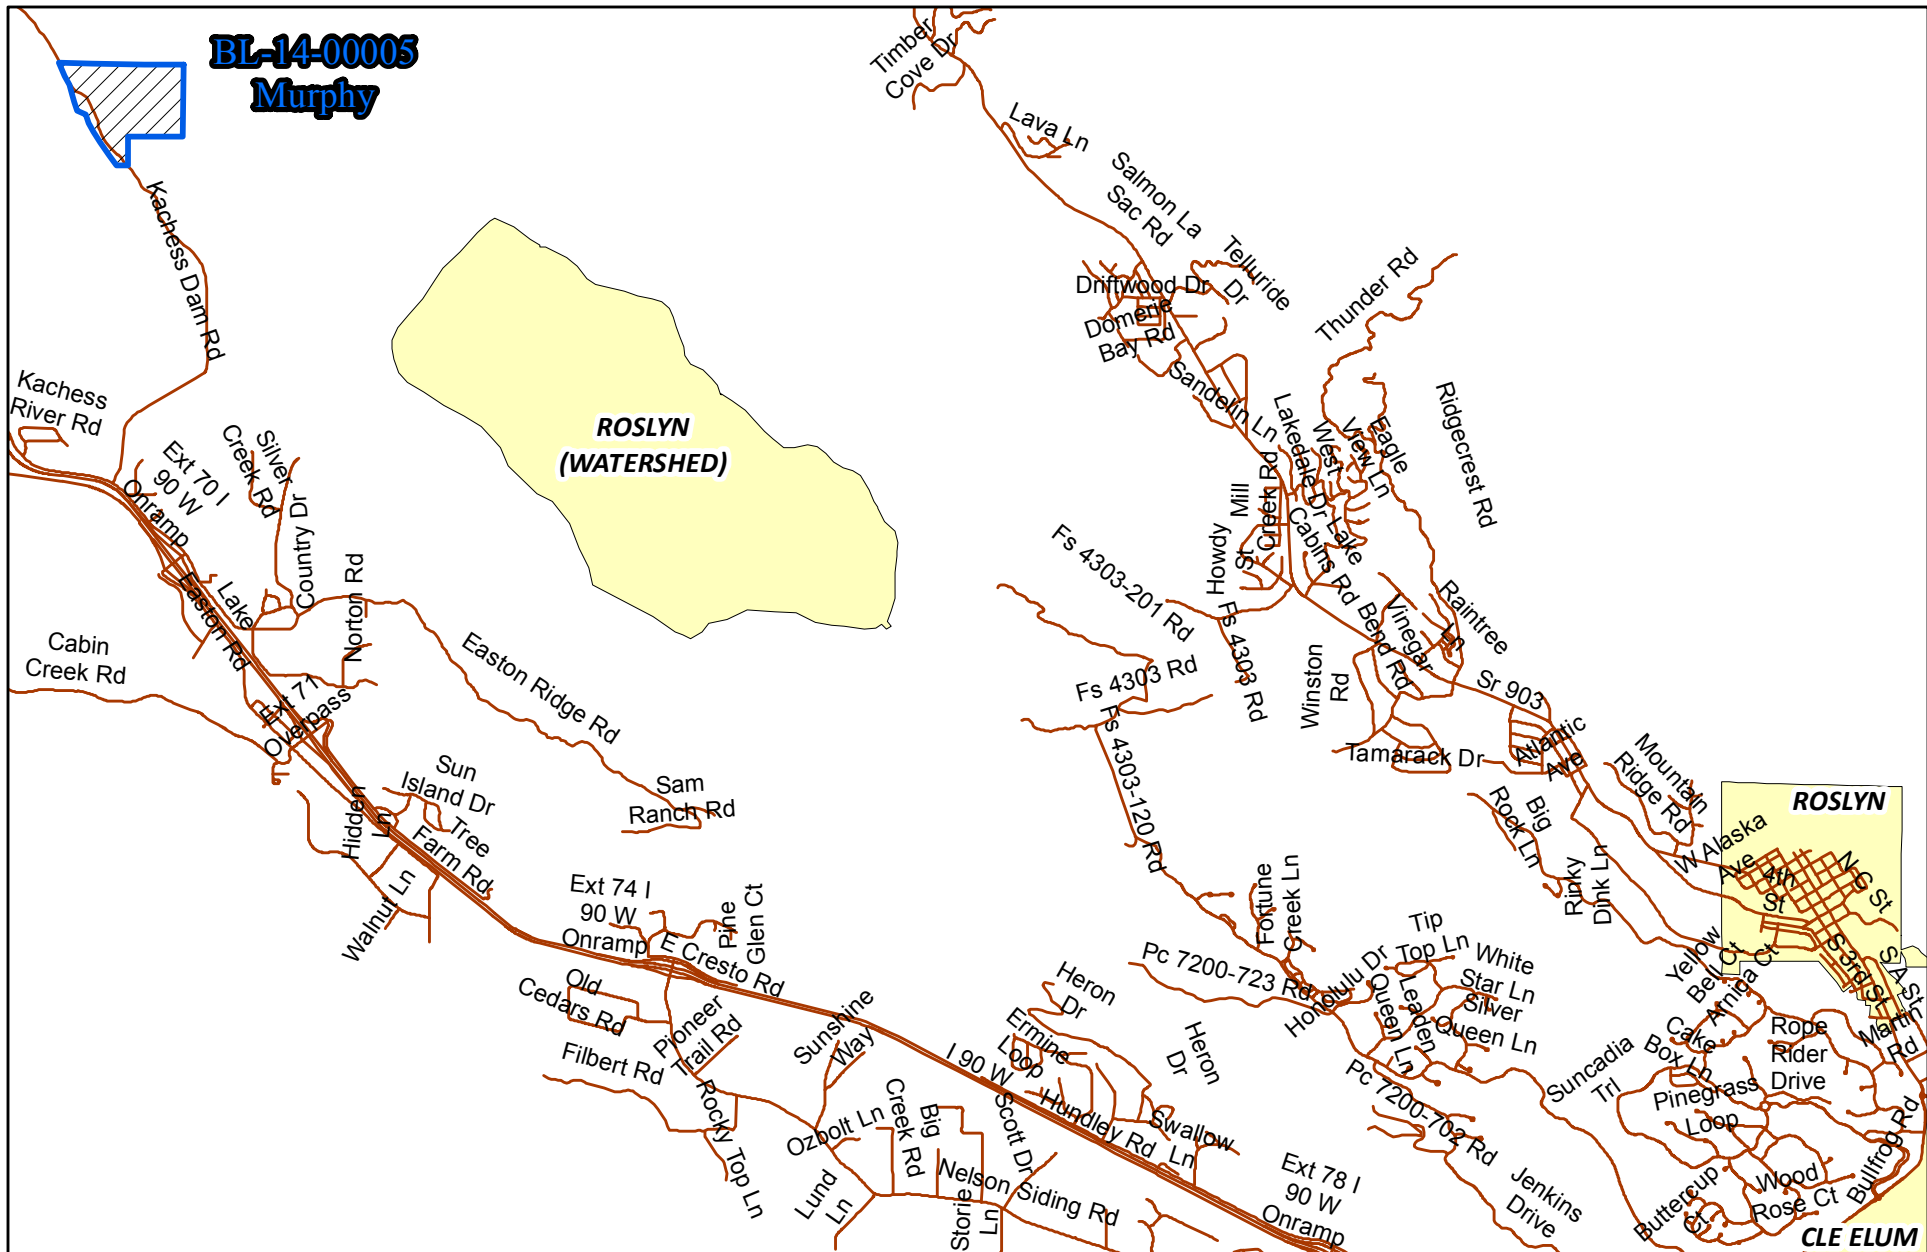 BL-14-00005
Murphy
Timber
Cove Dr
Lava Ln
Salmon La
Sac Rd
Kachess Dam Rd
Telluride
Dr
Driftwood Dr
Domerie
Bay Rd
Thunder Rd
Sandelin Ln
Kachess
River Rd
ROSLYN
(WATERSHED)
Ridgecrest Rd
Lakedale Dr
West
View Ln
Eagle
Ext 70 I
90 W
Onramp
Silver
Creek Rd
Country Dr
Mill
Creek Rd
Howdy
St
Lake
Cabins Rd
Fs 4303-201 Rd
Fs 4303 Rd
Norton Rd
Lake
Easton Rd
Raintree
Ln
Vinegar
Bend Rd
Cabin
Creek Rd
Easton Ridge Rd
Fs 4303 Rd
Winston
Rd
Sr 903
Ext 71
Overpass
Fs 4303-120 Rd
Atlantic
Ave
Tamarack Dr
Mountain
Ridge Rd
Sun
Island Dr
Sam
Ranch Rd
Hidden
Ln
Tree
Farm Rd
Big
Rock Ln
ROSLYN
W Alaska
Ave
4th
St
N C St
Rinky
Dink Ln
Walnut Ln
Ext 74 I
90 W
Onramp
Pine
Glen Ct
E Cresto Rd
Fortune
Creek Ln
Tip
Top Ln
White
Star Ln
Silver
Queen Ln
Leaden
Queen Ln
Honolulu Dr
Pc 7200-723 Rd
Yellow
Bell Ct
Arnica Ct
S 3rd St
S A St
Old
Cedars Rd
Pioneer
Trail Rd
Sunshine
Way
Heron
Dr
Ermine
Loop
Heron
Dr
Filbert Rd
I 90 W
Cake
Box Ln
Rope
Rider
Drive
Martin
Rd
Suncadia
Trl
Pinegrass
Loop
Pc 7200-702 Rd
Rocky Top Ln
Ozbolt Ln
Creek Rd
Big
Scott Dr
Hundley Rd
Swallow
Ln
Bullfrog Rd
Lund
Ln
Nelson Siding Rd
Storie
Ln
Ext 78 I
90 W
Onramp
Jenkins
Drive
Buttercup
Ct
Wood
Rose Ct
CLE ELUM